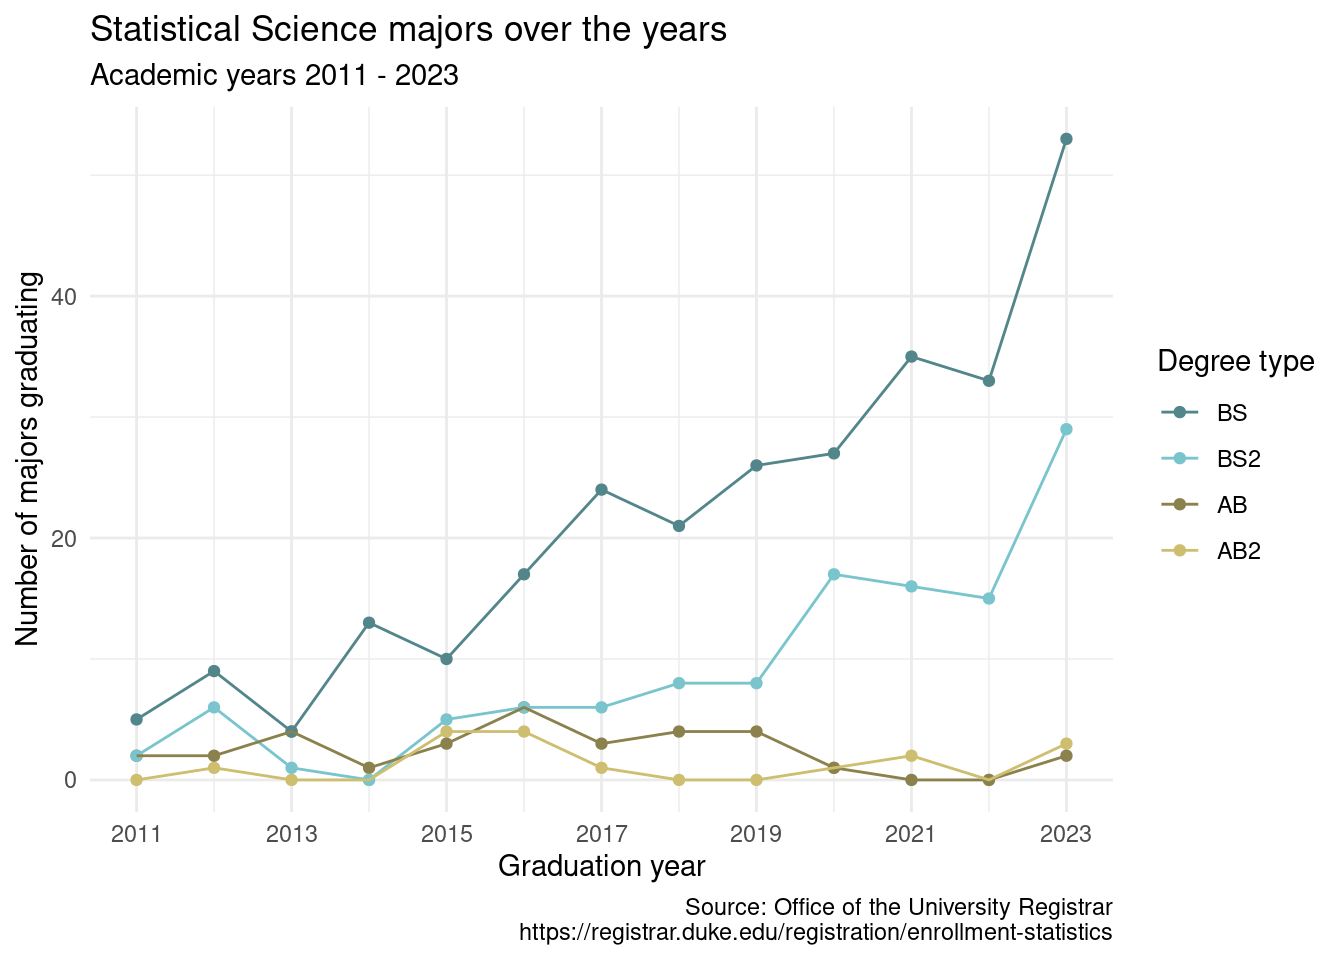 Statistical Science majors over the years
Academic years 2011 - 2023
Number of majors graduating
40
20
0
2011 2013 2015 2017 2019 2021 2023
Graduation year
Degree type
BS
BS2
AB
AB2
Source: Office of the University Registrar
https://registrar.duke.edu/registration/enrollment-statistics